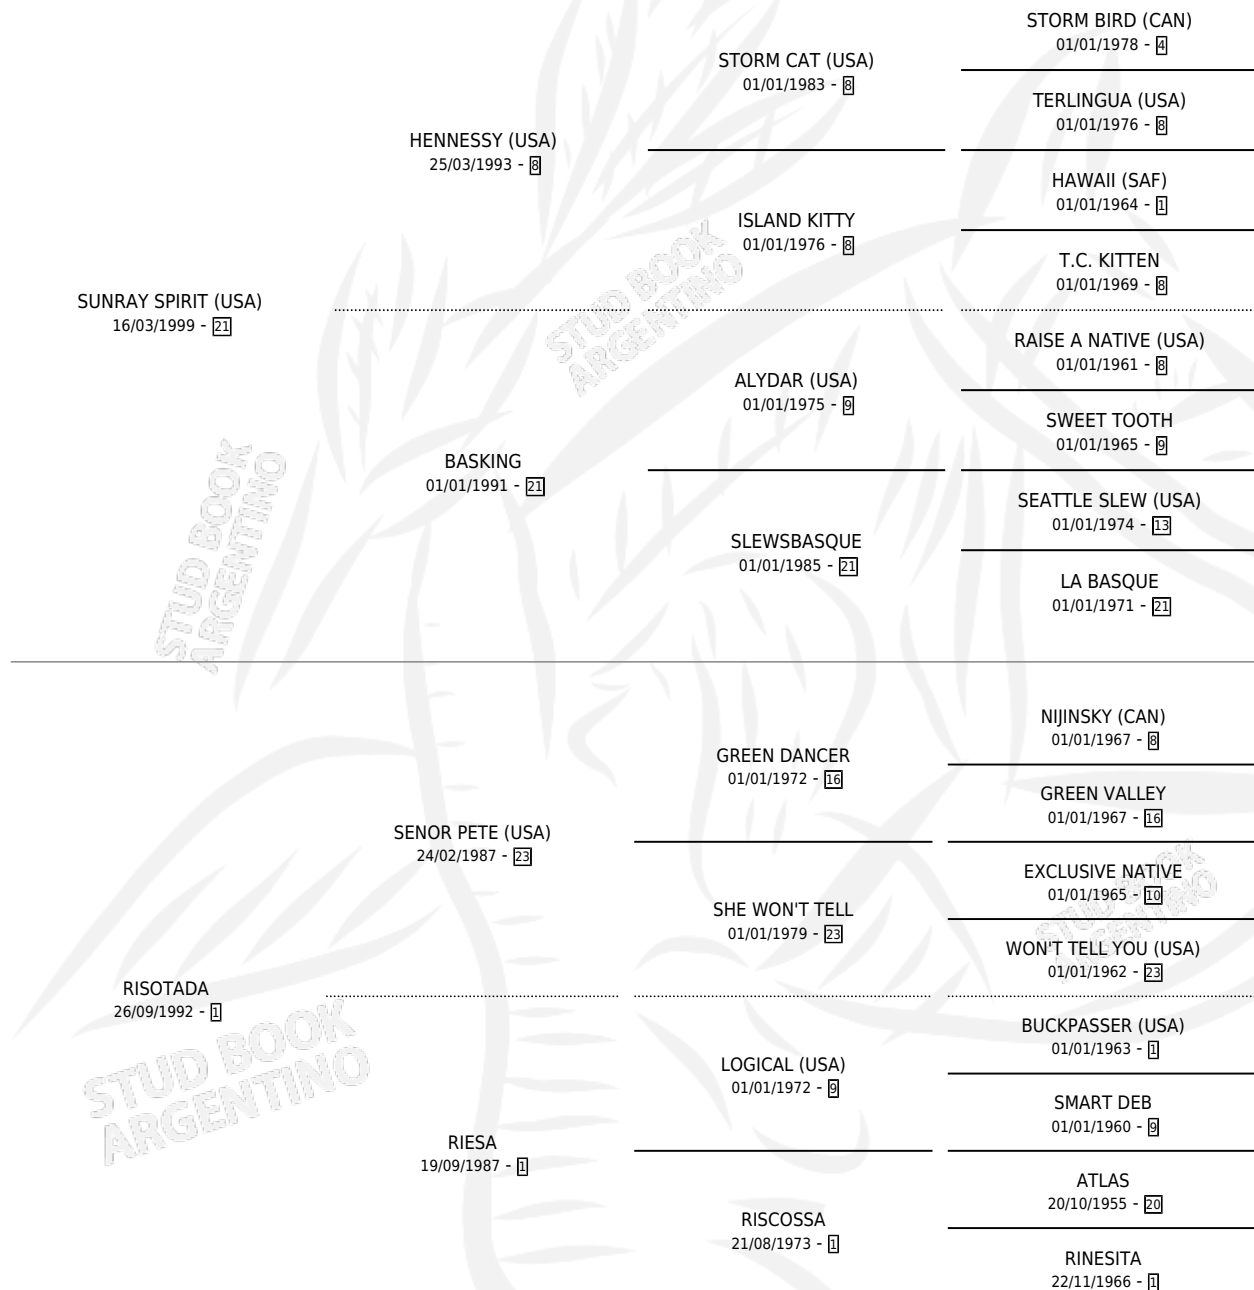 SUNRAY SPIRIT (USA)
16/03/1999 - 21
HENNESSY (USA)
25/03/1993 - 8
BASKING
01/01/1991 - 21
STORM CAT (USA)
01/01/1983 - 8
ISLAND KITTY
01/01/1976 - 8
ALYDAR (USA)
01/01/1975 - 9
SLEWSBASQUE
01/01/1985 - 21
STORM BIRD (CAN)
01/01/1978 - 4
TERLINGUA (USA)
01/01/1976 - 8
HAWAII (SAF)
01/01/1964 - 1
T.C. KITTEN
01/01/1969 - 8
RAISE A NATIVE (USA)
01/01/1961 - 8
SWEET TOOTH
01/01/1965 - 9
SEATTLE SLEW (USA)
01/01/1974 - 13
LA BASQUE
01/01/1971 - 21
RISOTADA
26/09/1992 - 1
SENOR PETE (USA)
24/02/1987 - 23
RIESA
19/09/1987 - 1
GREEN DANCER
01/01/1972 - 16
SHE WON'T TELL
01/01/1979 - 23
LOGICAL (USA)
01/01/1972 - 9
RISCOSSA
21/08/1973 - 1
NIJINSKY (CAN)
01/01/1967 - 8
GREEN VALLEY
01/01/1967 - 16
EXCLUSIVE NATIVE
01/01/1965 - 10
WON'T TELL YOU (USA)
01/01/1962 - 23
BUCKPASSER (USA)
01/01/1963 - 1
SMART DEB
01/01/1960 - 9
ATLAS
20/10/1955 - 20
RINESITA
22/11/1966 - 1
STUD BOOK
ARGENTINO
STUD BOOK
ARGENTINO
STUD BOOK
ARGENTINO
STUD BOOK
ARGENTINO